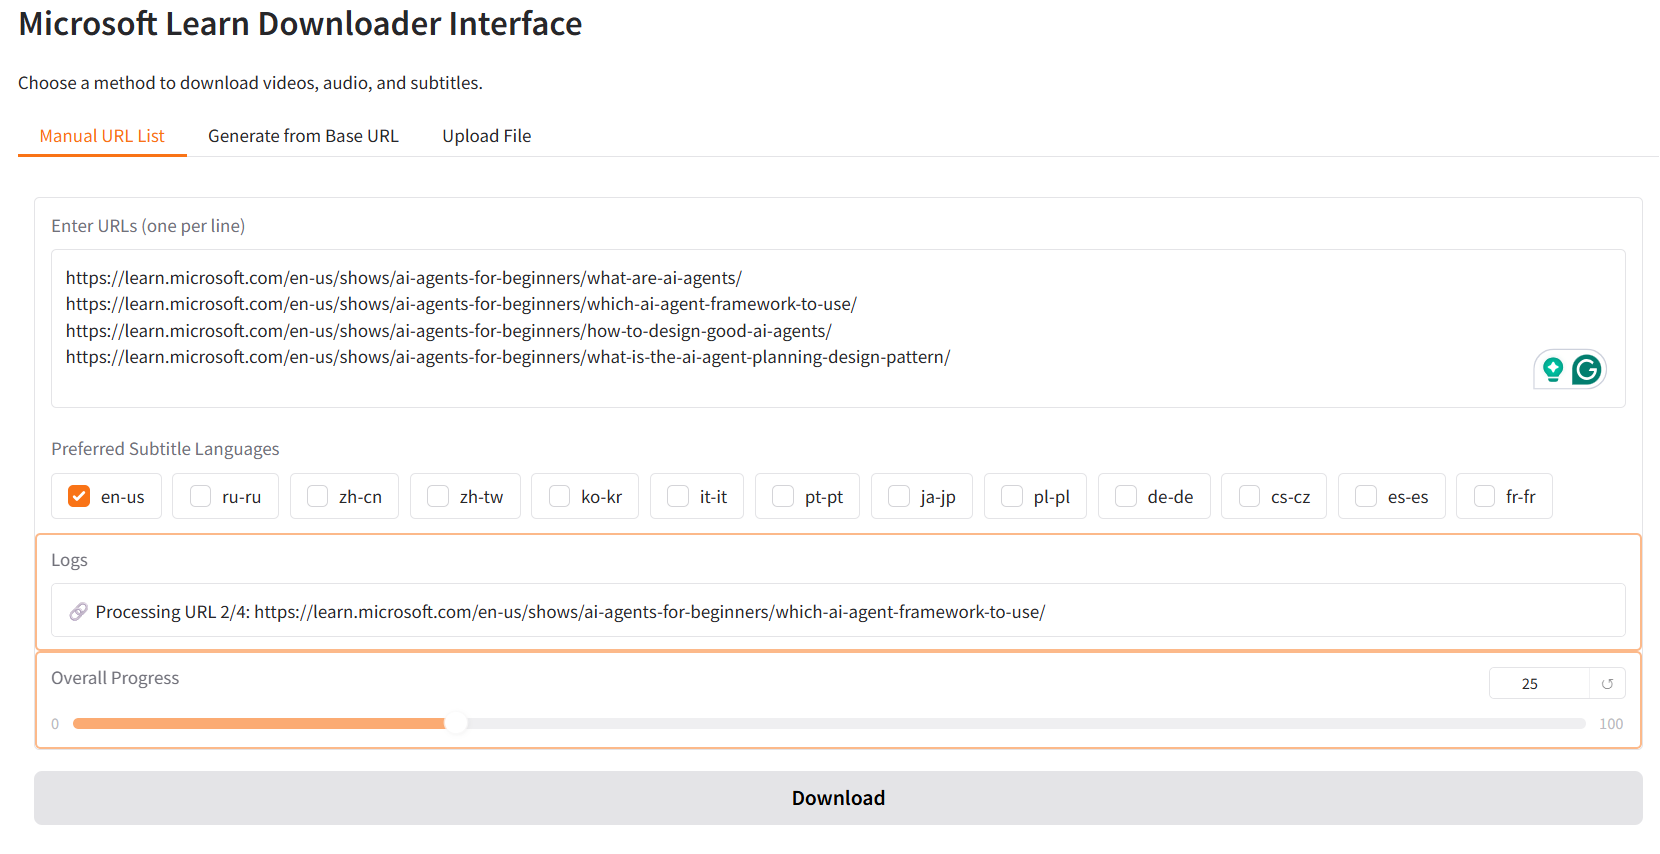 Microsoft Learn Downloader Interface
Choose a method to download videos, audio, and subtitles.
Manual URL List Generate from Base URL Upload File
Enter URLs (one per line)
https://learn.microsoft.com/en-us/shows/ai-agents-for-beginners/what-are-ai-agents/
https://learn.microsoft.com/en-us/shows/ai-agents-for-beginners/which-ai-agent-framework-to-use/
https://learn.microsoft.com/en-us/shows/ai-agents-for-beginners/how-to-design-good-ai-agents/
https://learn.microsoft.com/en-us/shows/ai-agents-for-beginners/what-is-the-ai-agent-planning-design-pattern/
Preferred Subtitle Languages
en-us ru-ru zh-cn zh-tw ko-kr it-it pt-pt ja-jp pl-pl de-de cs-cz es-es fr-fr
Logs
🔗 Processing URL 2/4: https://learn.microsoft.com/en-us/shows/ai-agents-for-beginners/which-ai-agent-framework-to-use/
Overall Progress 25
0 100
Download